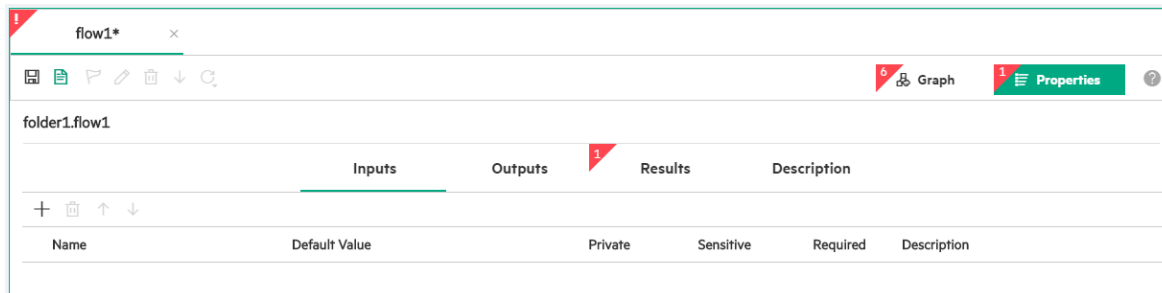 !
flow1* ×
6 Graph 1 Properties ?
folder1.flow1
Inputs Outputs 1 Results Description
Name Default Value Private Sensitive Required Description